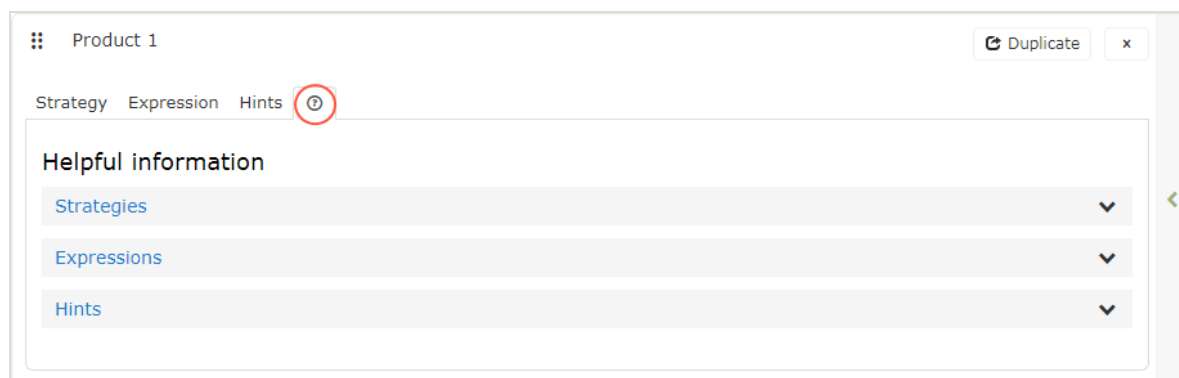 Product 1
Duplicate
x
Strategy Expression Hints ?
Helpful information
Strategies
Expressions
Hints